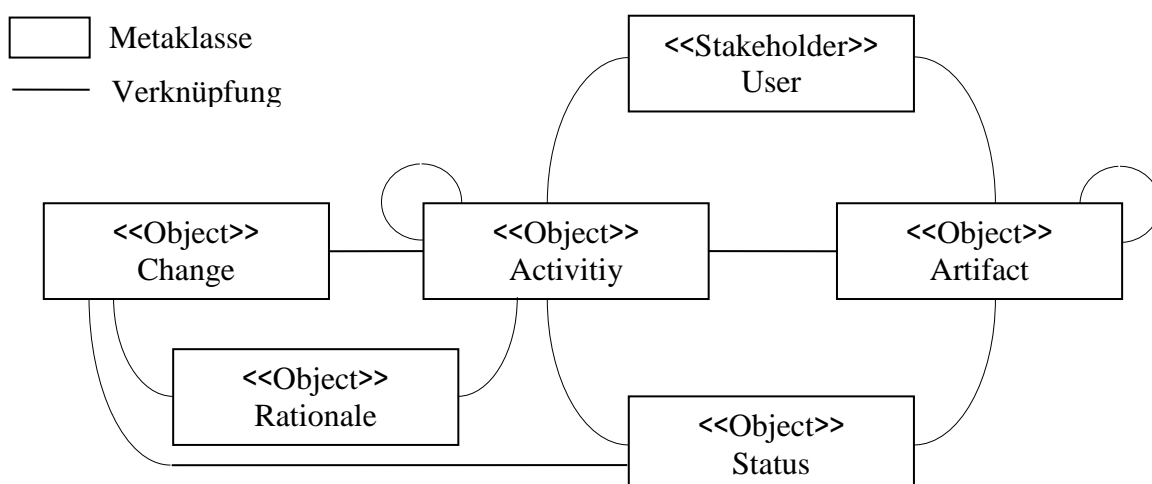 Metaklasse
Verknüpfung
<<Stakeholder>>
User
<<Object>>
Change
<<Object>>
Activitiy
<<Object>>
Artifact
<<Object>>
Rationale
<<Object>>
Status